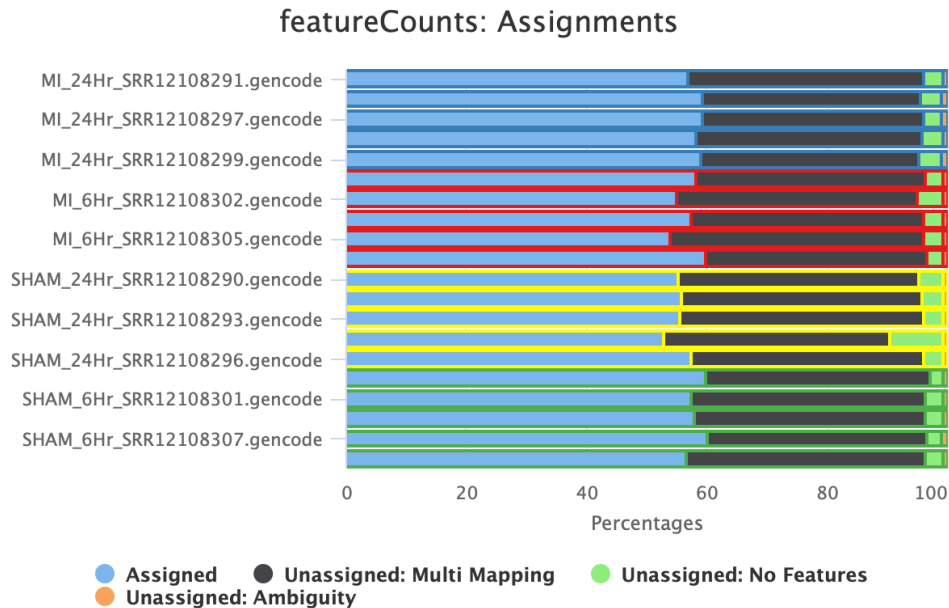 featureCounts: Assignments
MI_24Hr_SRR12108291.gencode
MI_24Hr_SRR12108297.gencode
MI_24Hr_SRR12108299.gencode
MI_6Hr_SRR12108302.gencode
MI_6Hr_SRR12108305.gencode
SHAM_24Hr_SRR12108290.gencode
SHAM_24Hr_SRR12108293.gencode
SHAM_24Hr_SRR12108296.gencode
SHAM_6Hr_SRR12108301.gencode
SHAM_6Hr_SRR12108307.gencode
0 20 40 60 80 100
Percentages
Assigned Unassigned: Multi Mapping Unassigned: No Features
Unassigned: Ambiguity